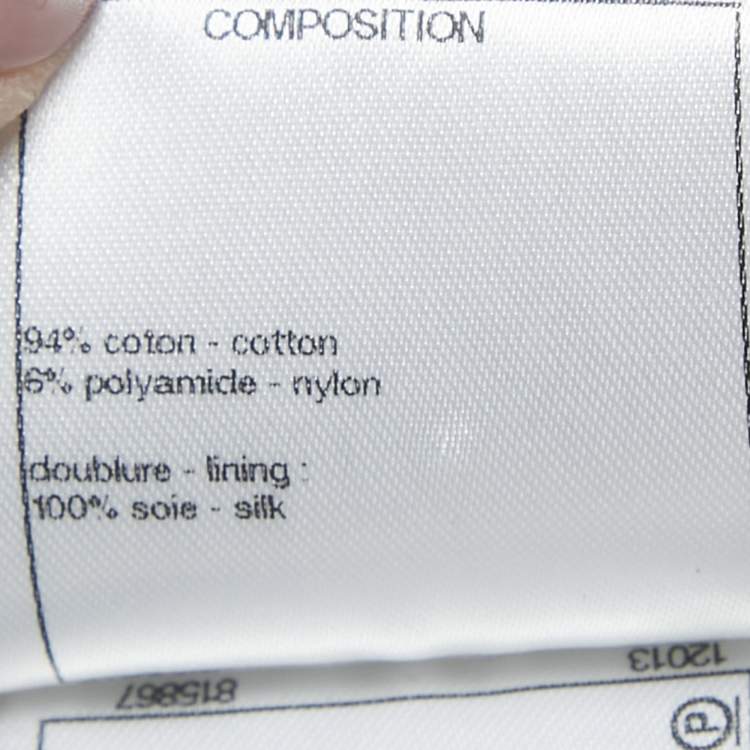 COMPOSITION
94% coton - cotton
6% polyamide - nylon
doublure - lining :
100% soie - silk
12013
815867
P